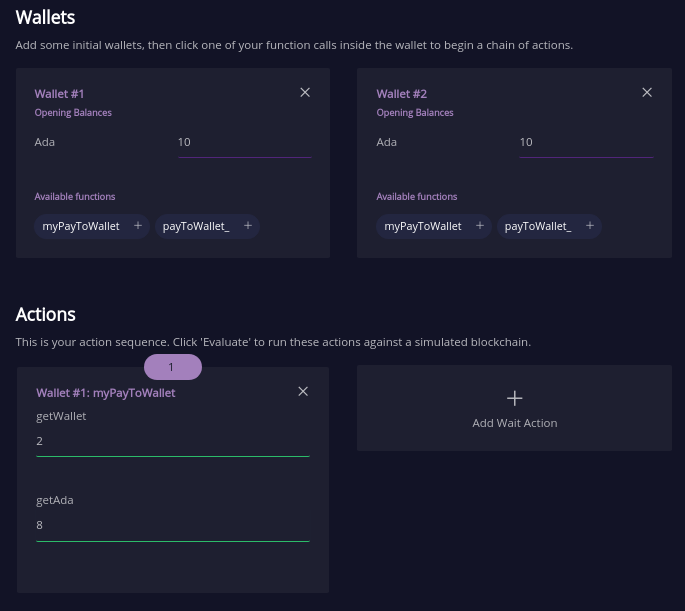 Wallets
Add some initial wallets, then click one of your function calls inside the wallet to begin a chain of actions.
Wallet #1
Opening Balances
Ada 10
Available functions
myPayToWallet + payToWallet_ +
Wallet #2
Opening Balances
Ada 10
Available functions
myPayToWallet + payToWallet_ +
Actions
This is your action sequence. Click 'Evaluate' to run these actions against a simulated blockchain.
1
Wallet #1: myPayToWallet
getWallet
2
getAda
8
Add Wait Action